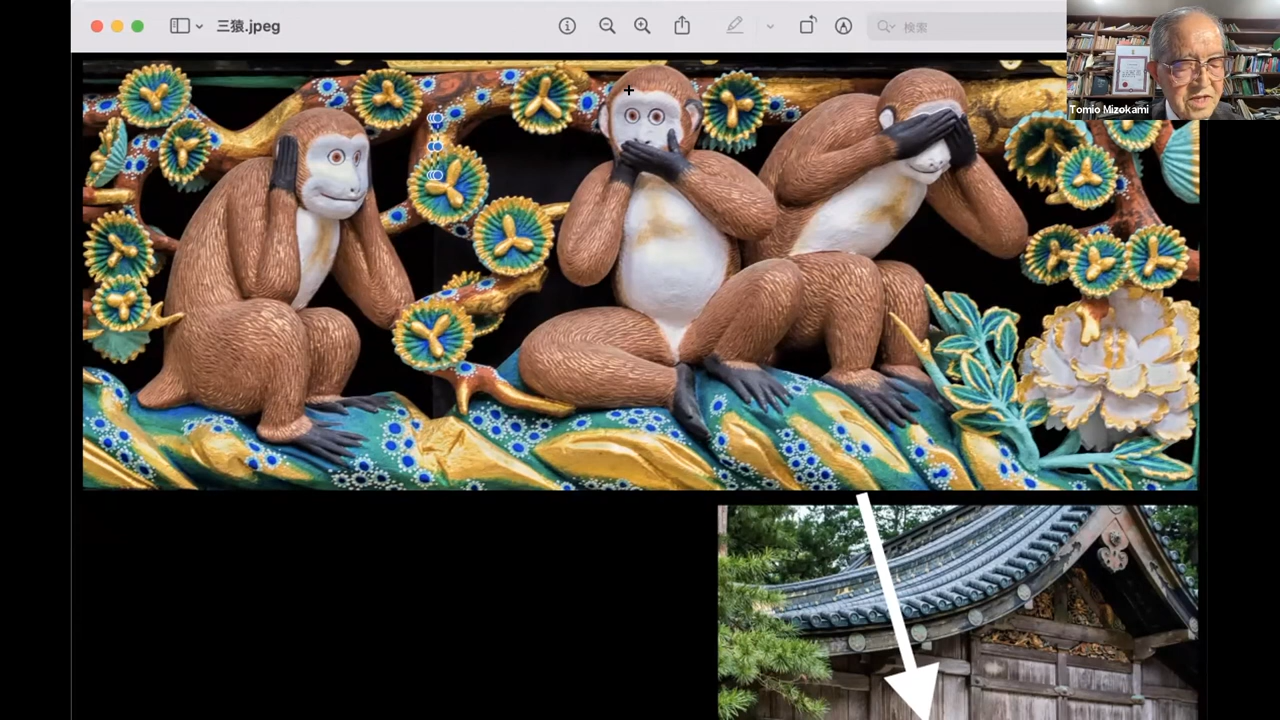 三猿.jpeg
検索
Tomio Mizokami